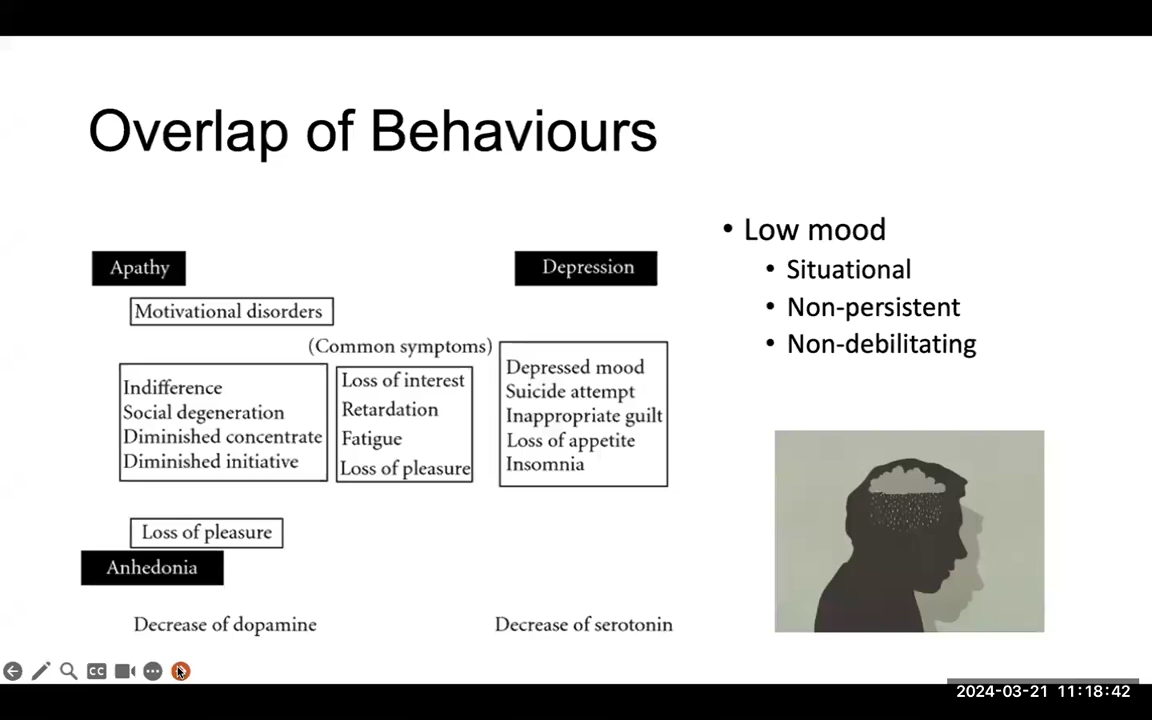 Overlap of Behaviours
Apathy
Motivational disorders
Depression
(Common symptoms)
Indifference
Social degeneration
Diminished concentrate
Diminished initiative
Loss of interest
Retardation
Fatigue
Loss of pleasure
Depressed mood
Suicide attempt
Inappropriate guilt
Loss of appetite
Insomnia
Loss of pleasure
Anhedonia
Decrease of dopamine
Decrease of serotonin
• Low mood
• Situational
• Non-persistent
• Non-debilitating
CC
2024-03-21 11:18:42